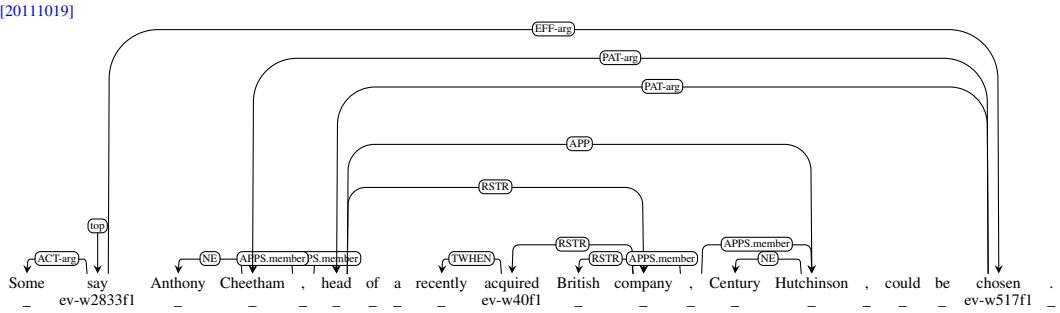 [20111019]
EFF-arg
PAT-arg
PAT-arg
APP
RSTR
top
RSTR APPS.member
ACT-arg NE APPS.member PS.member TWHEN RSTR APPS.member NE
Some say Anthony Cheetham , head of a recently acquired British company , Century Hutchinson , could be chosen .
_ ev-w2833f1 _ _ _ _ _ _ _ ev-w40f1 _ _ _ _ _ _ _ _ ev-w517f1 _